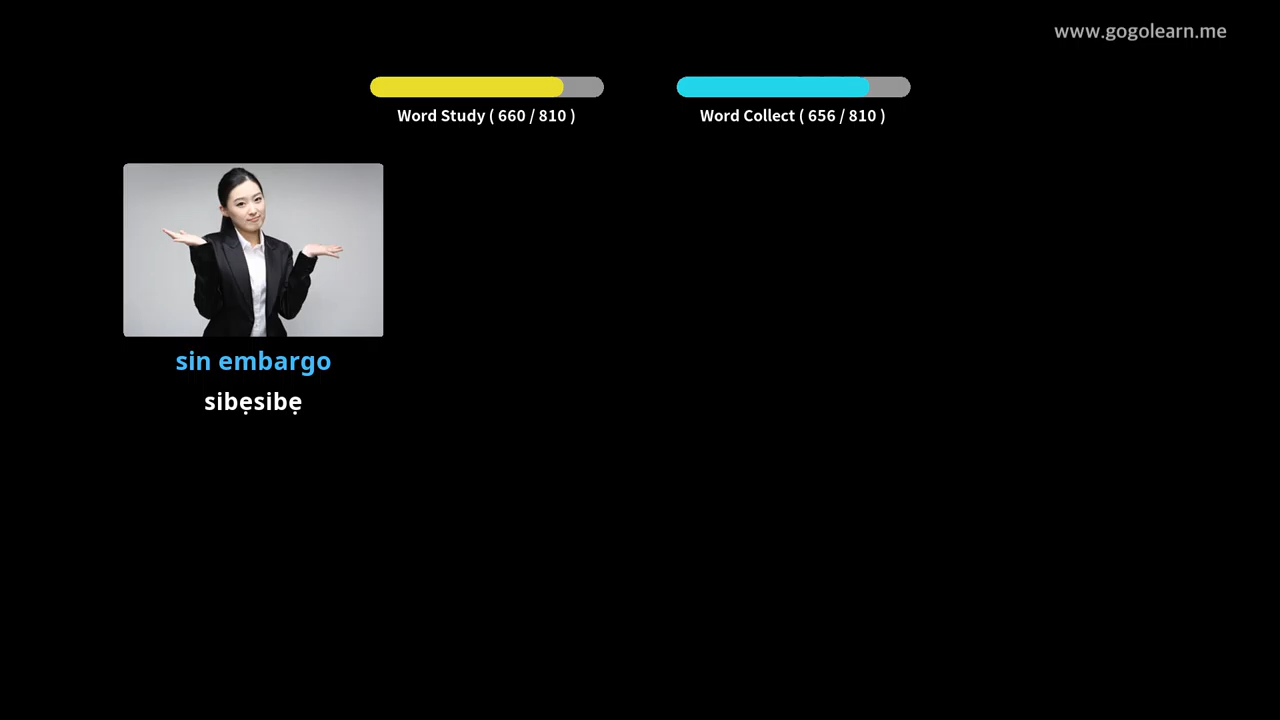 www.gogolearn.me
Word Study ( 660 / 810 )
Word Collect ( 656 / 810 )
sin embargo
sibẹsibẹ